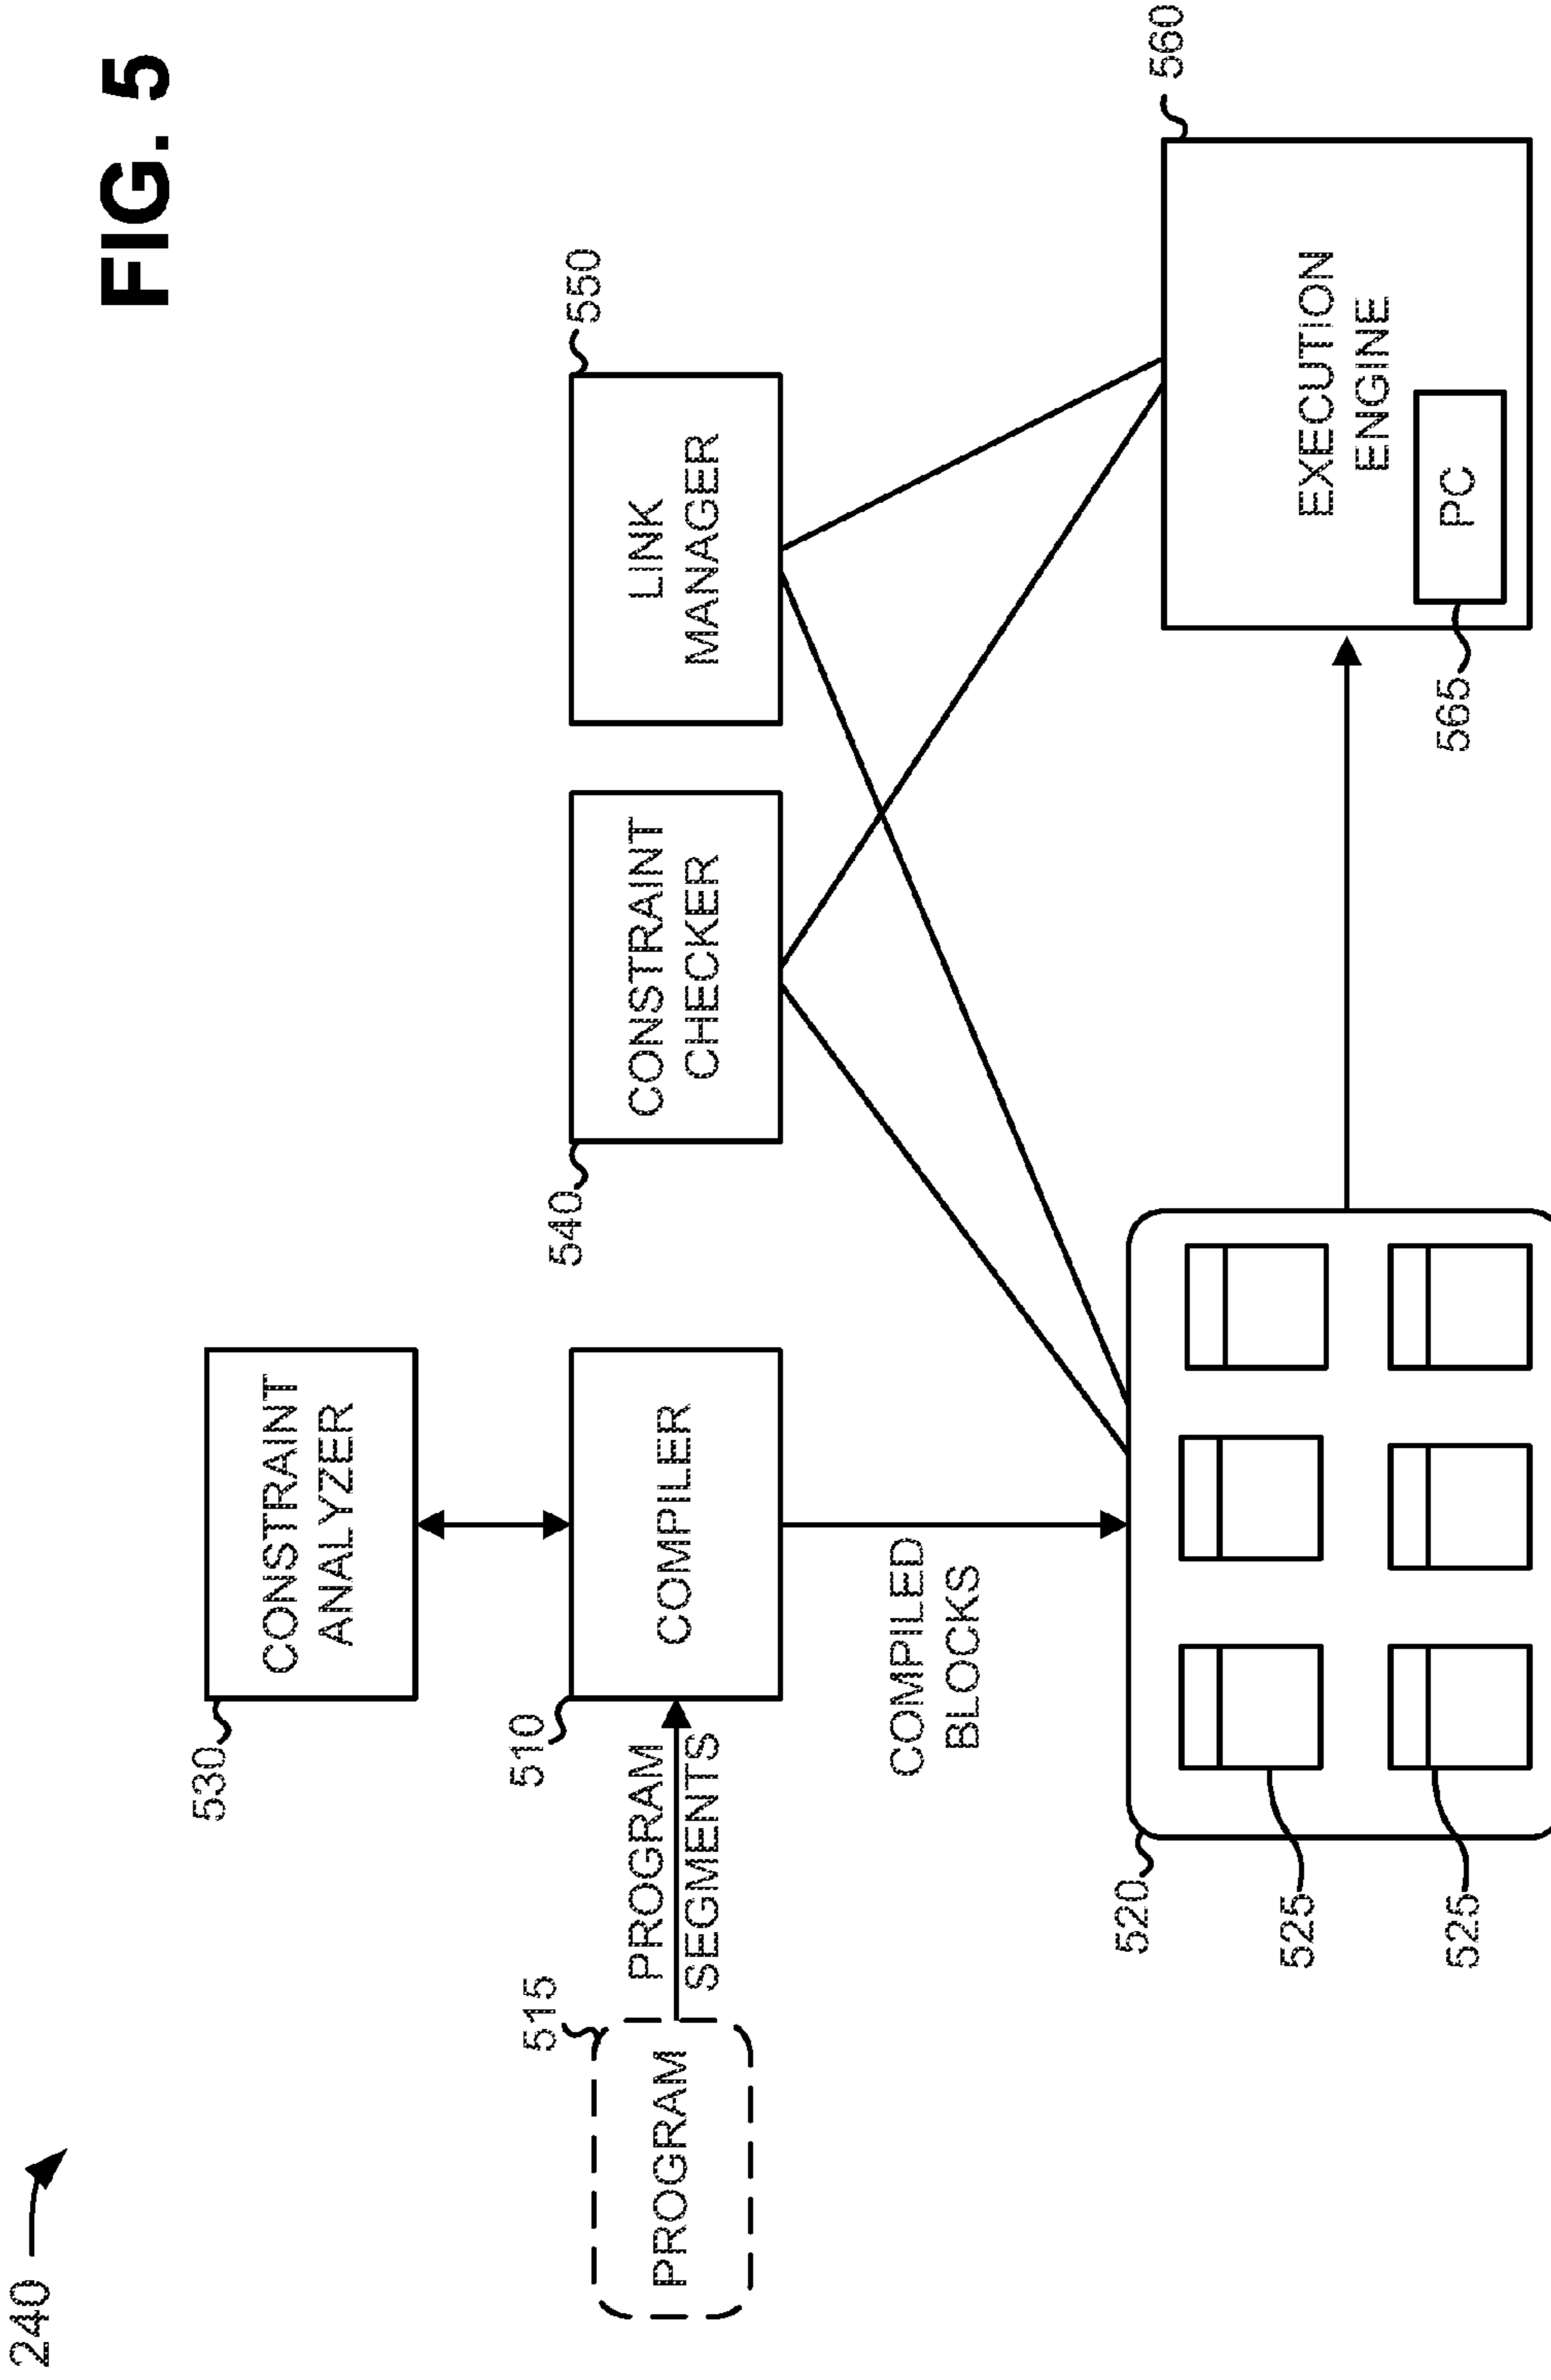 FIG. 5
240
530
CONSTRAINT
ANALYZER
515
PROGRAM
PROGRAM
SEGMENTS
510
COMPILER
540
CONSTRAINT
CHECKER
550
LINK
MANAGER
COMPILED
BLOCKS
520
525
525
560
EXECUTION
ENGINE
565
PC